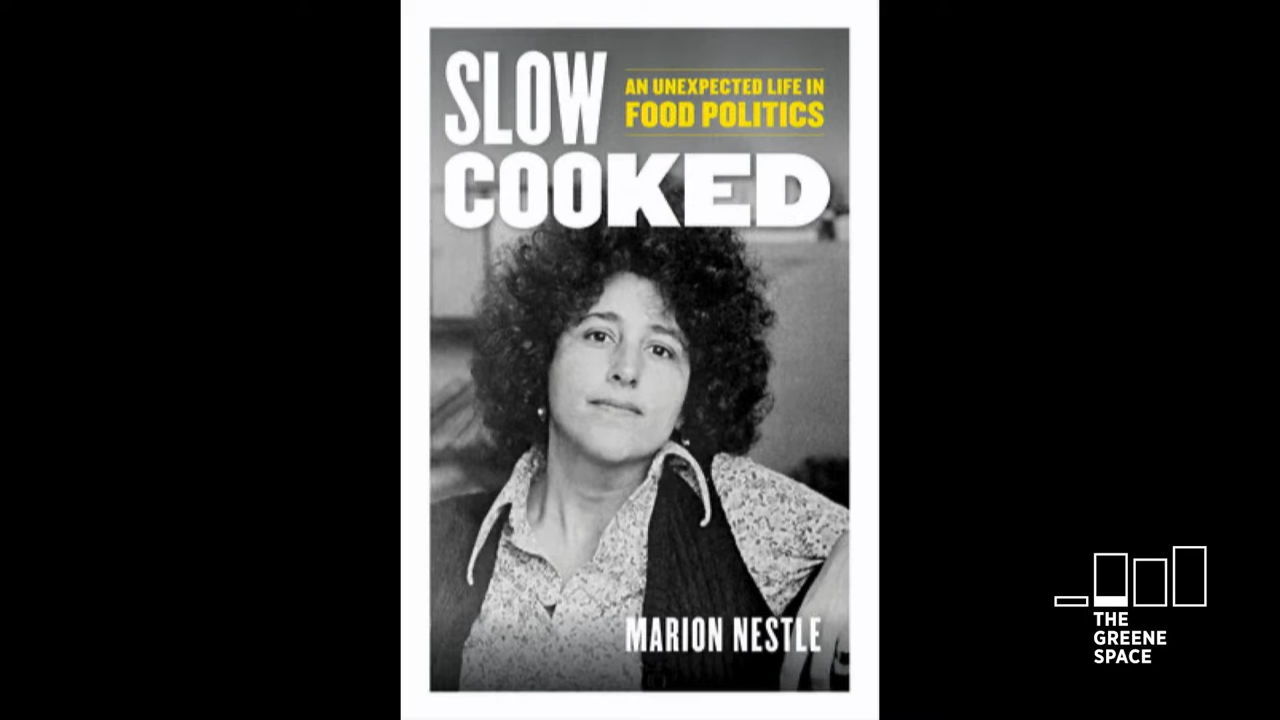 SLOW
AN UNEXPECTED LIFE IN
FOOD POLITICS
COOKED
MARION NESTLE
THE
GREENE
SPACE